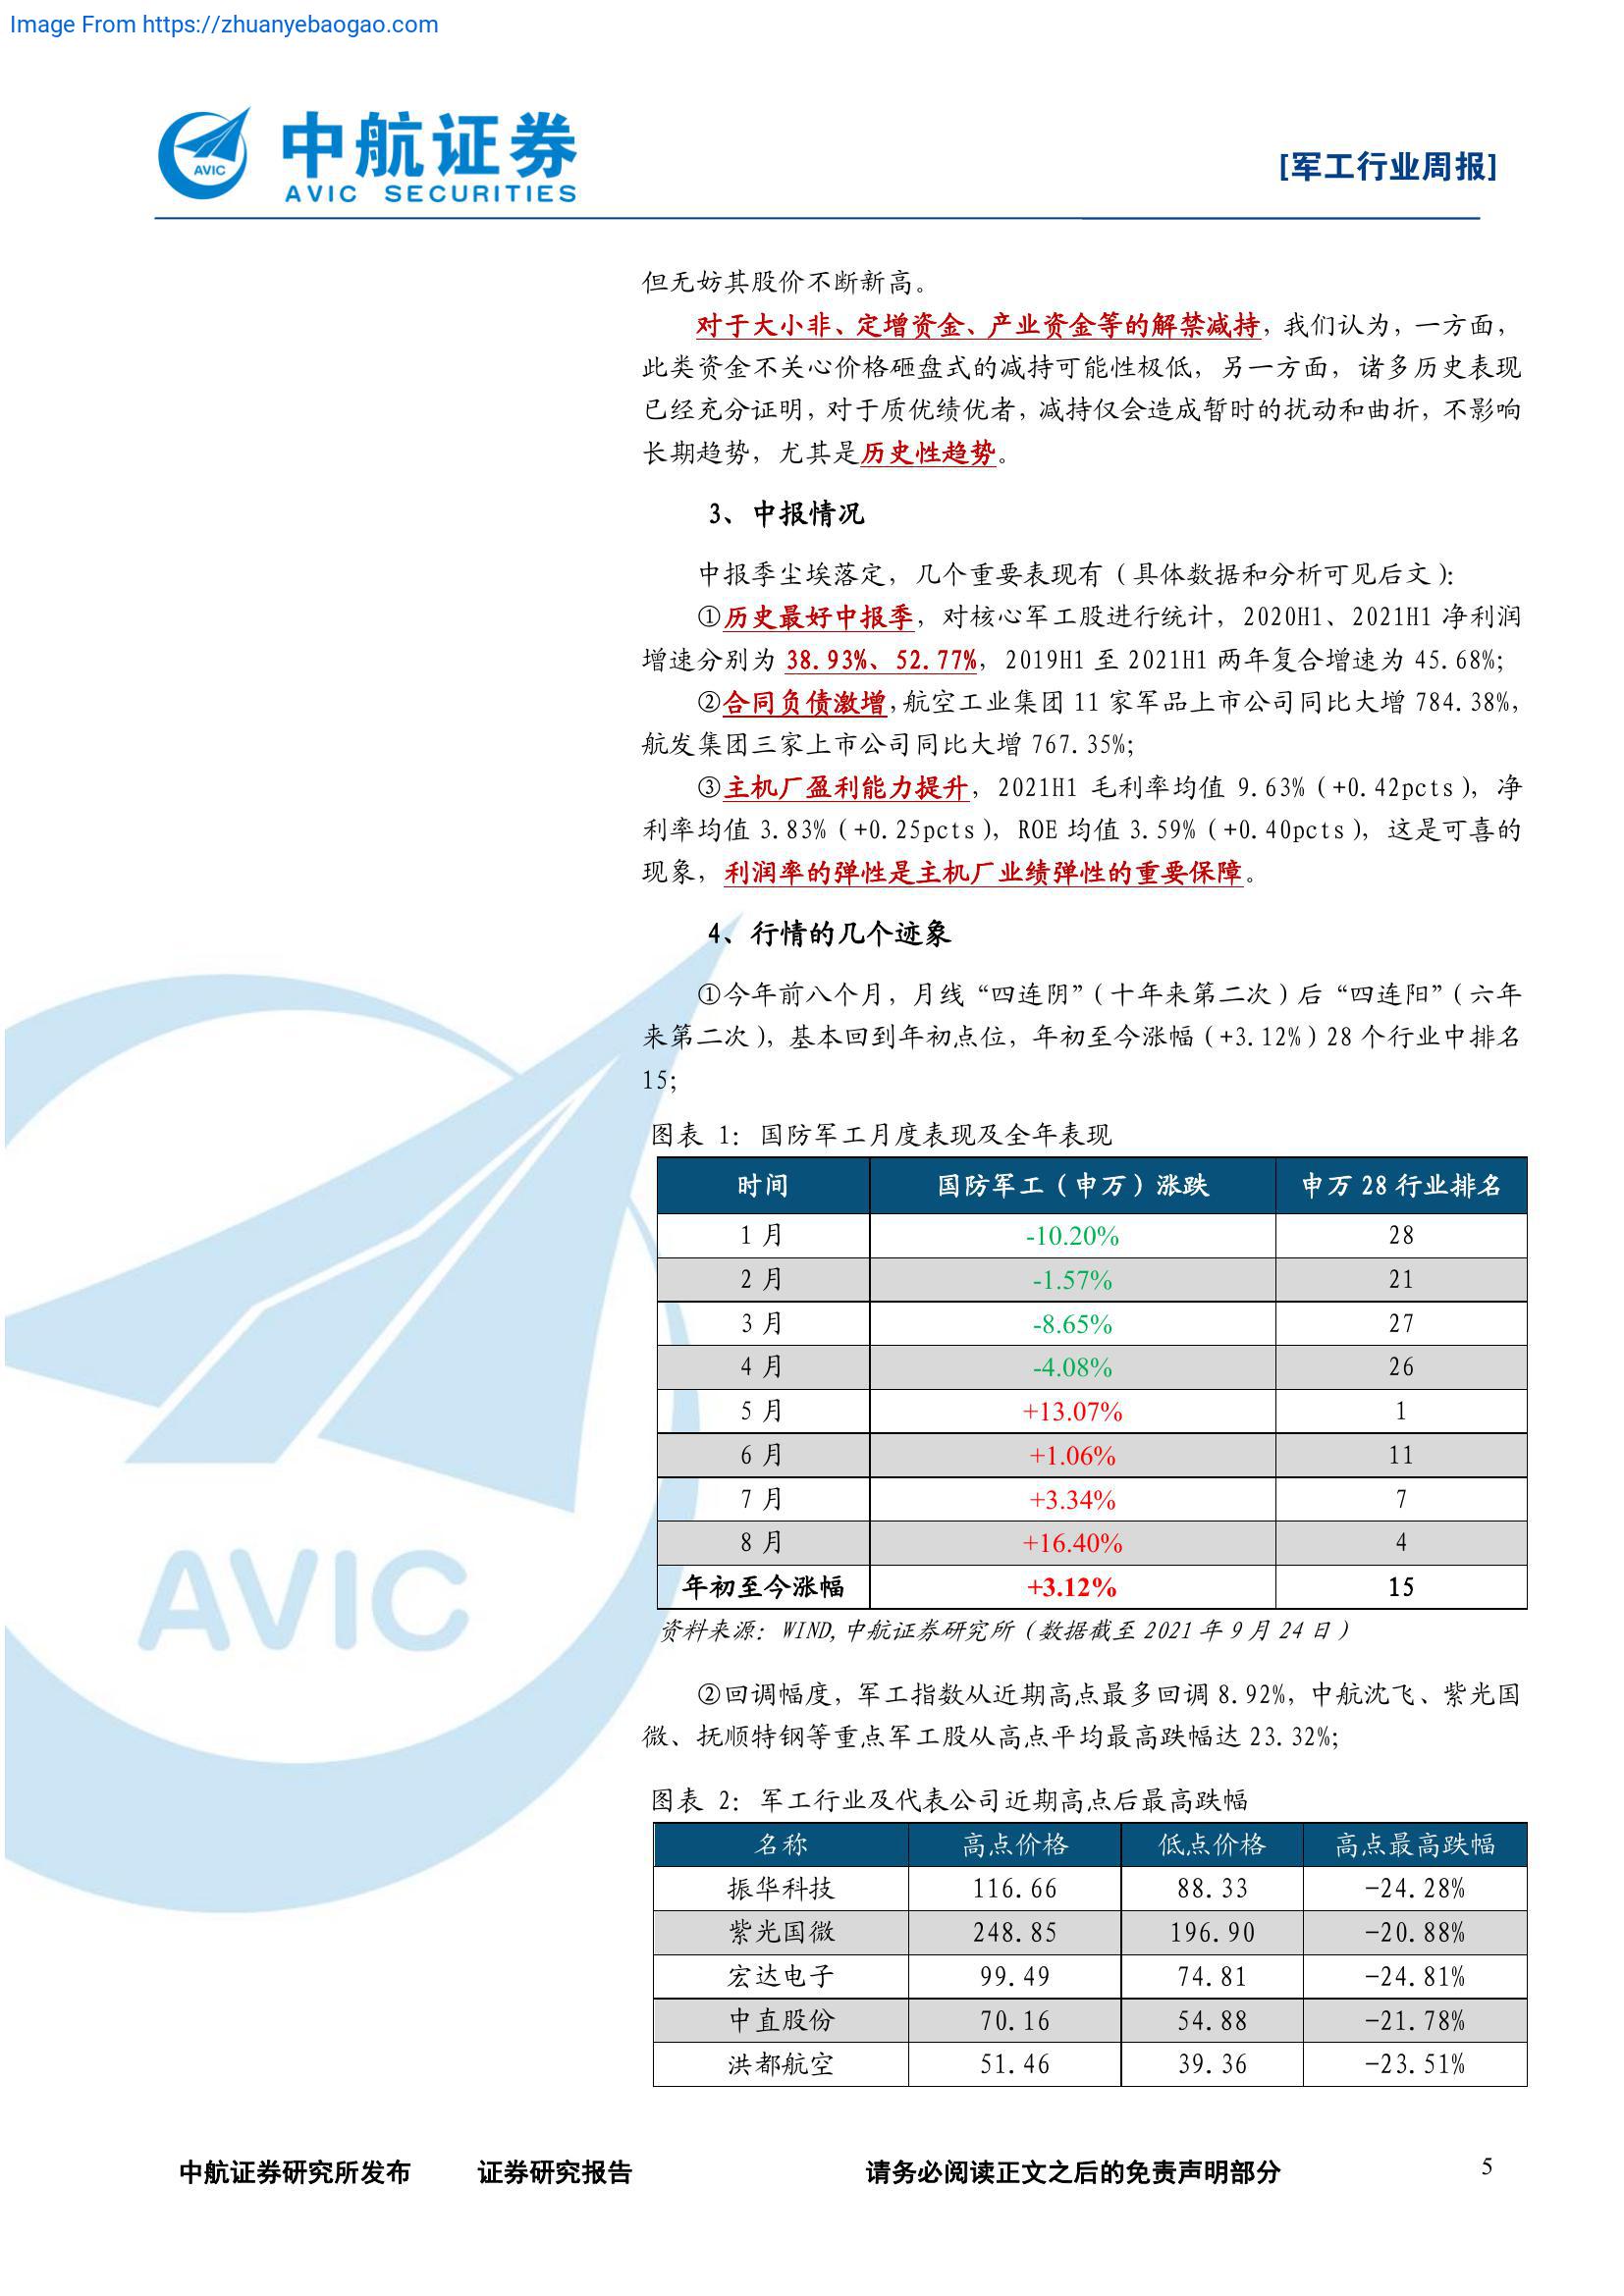 Image From https://zhuanyebaogao.com
AVIC
中航证券
AVIC SECURITIES
[军工行业周报]
但无妨其股价不断新高。
对于大小非、定增资金、产业资金等的解禁减持，我们认为，一方面，
此类资金不关心价格砸盘式的减持可能性极低，另一方面，诸多历史表现
已经充分证明，对于质优绩优者，减持仅会造成暂时的扰动和曲折，不影响
长期趋势，尤其是历史性趋势。
3、中报情况
中报季尘埃落定，几个重要表现有（具体数据和分析可见后文）：
①历史最好中报季，对核心军工股进行统计，2020H1、2021H1 净利润
增速分别为 38.93%、52.77%，2019H1 至 2021H1 两年复合增速为 45.68%；
②合同负债激增，航空工业集团 11 家军品上市公司同比大增 784.38%，
航发集团三家上市公司同比大增 767.35%；
③主机厂盈利能力提升，2021H1 毛利率均值 9.63%（+0.42pcts），净
利率均值 3.83%（+0.25pcts），ROE 均值 3.59%（+0.40pcts），这是可喜的
现象，利润率的弹性是主机厂业绩弹性的重要保障。
4、行情的几个迹象
①今年前八个月，月线“四连阴”（十年来第二次）后“四连阳”（六年
来第二次），基本回到年初点位，年初至今涨幅（+3.12%）28 个行业中排名
15；
图表 1：国防军工月度表现及全年表现
时间 国防军工（申万）涨跌 申万 28 行业排名
1 月 -10.20% 28
2 月 -1.57% 21
3 月 -8.65% 27
4 月 -4.08% 26
5 月 +13.07% 1
6 月 +1.06% 11
7 月 +3.34% 7
8 月 +16.40% 4
年初至今涨幅 +3.12% 15
资料来源：WIND,中航证券研究所（数据截至 2021 年 9 月 24 日）
②回调幅度，军工指数从近期高点最多回调 8.92%，中航沈飞、紫光国
微、抚顺特钢等重点军工股从高点平均最高跌幅达 23.32%；
图表 2：军工行业及代表公司近期高点后最高跌幅
名称 高点价格 低点价格 高点最高跌幅
振华科技 116.66 88.33 -24.28%
紫光国微 248.85 196.90 -20.88%
宏达电子 99.49 74.81 -24.81%
中直股份 70.16 54.88 -21.78%
洪都航空 51.46 39.36 -23.51%
AVIC
中航证券研究所发布 证券研究报告 请务必阅读正文之后的免责声明部分 5